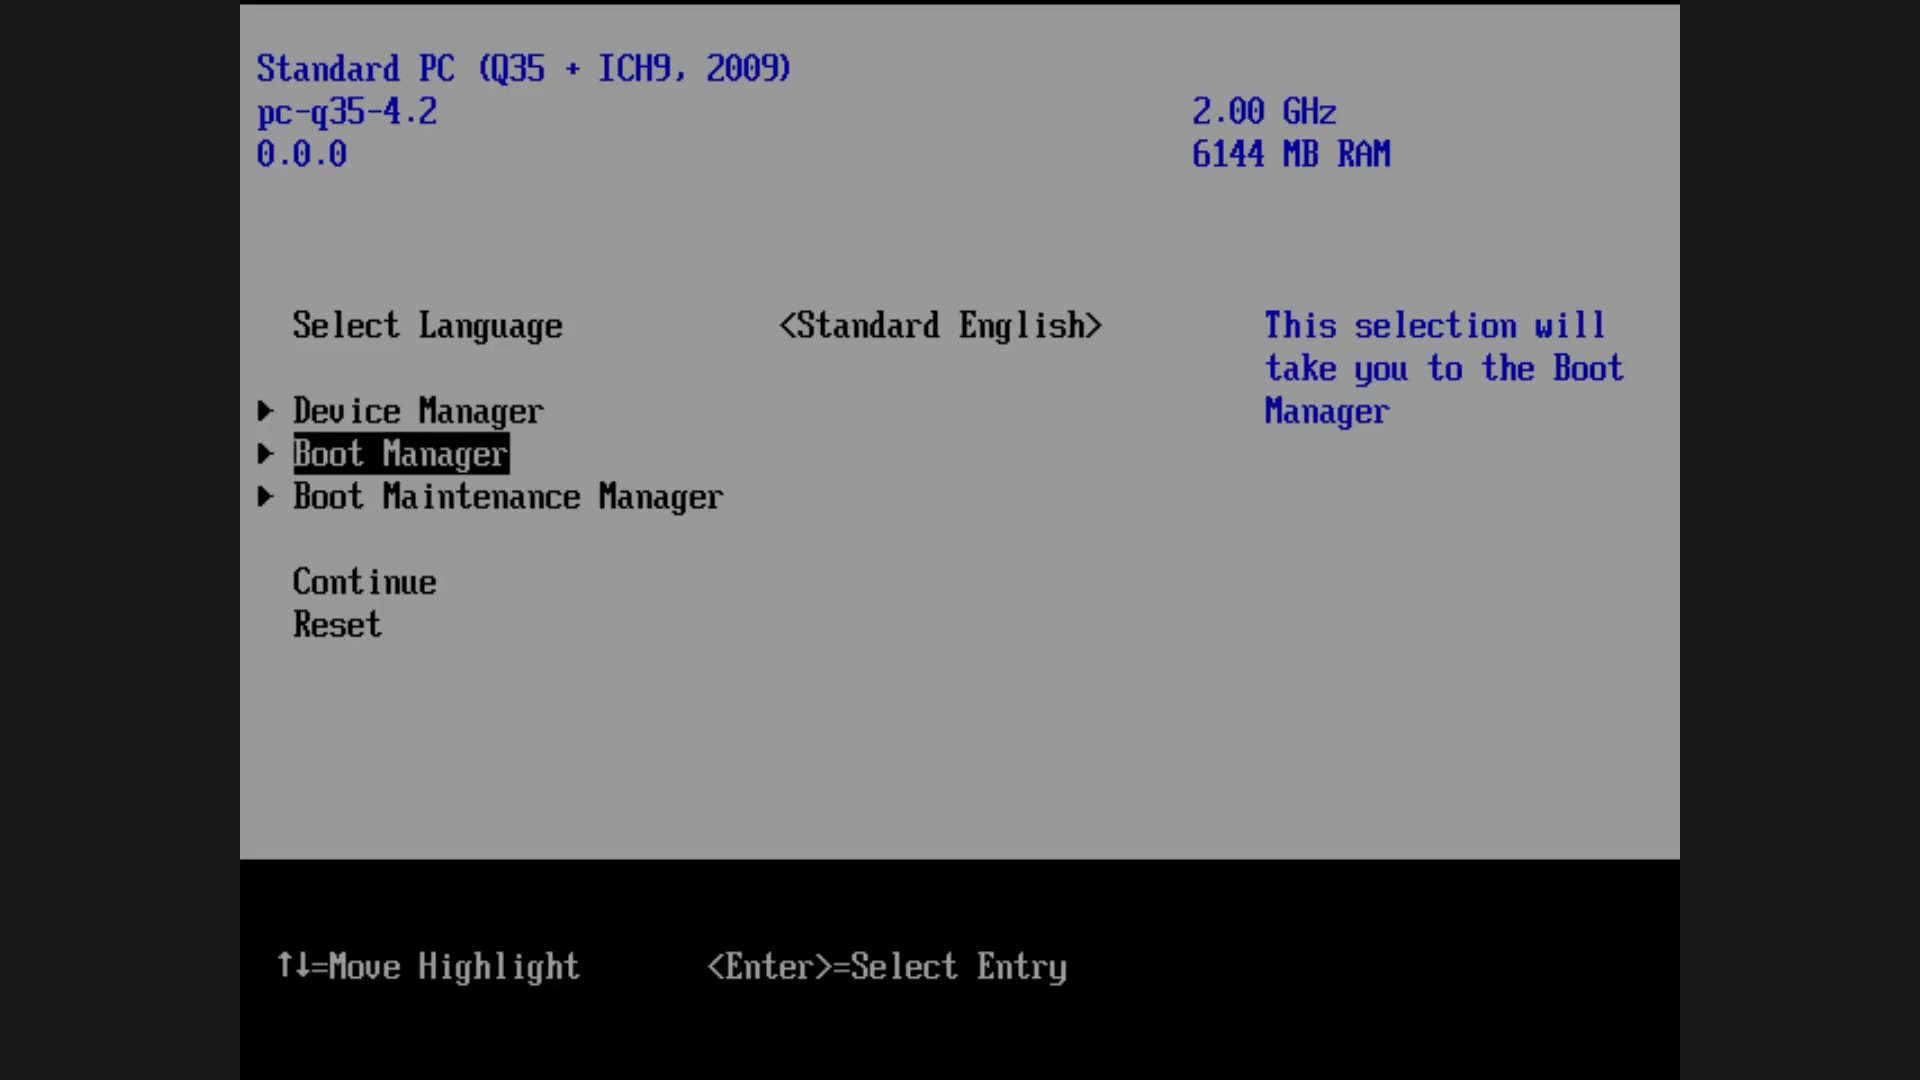 Standard PC (Q35 + ICH9, 2009)
pc-q35-4.2 2.00 GHz
0.0.0 6144 MB RAM
Select Language <Standard English> This selection will
take you to the Boot
▶ Device Manager Manager
▶ Boot Manager
▶ Boot Maintenance Manager
Continue
Reset
↑↓=Move Highlight <Enter>=Select Entry